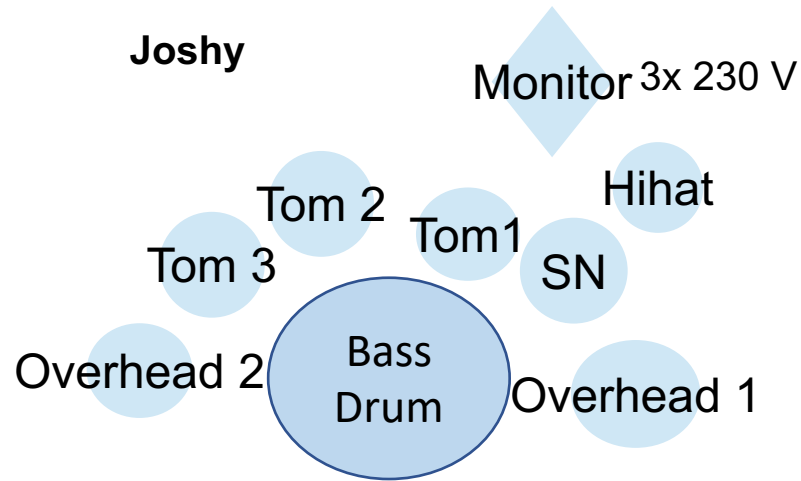 Joshy
Monitor 3x 230 V
Hihat
Tom 2
Tom1
Tom 3
SN
Bass
Drum
Overhead 2
Overhead 1